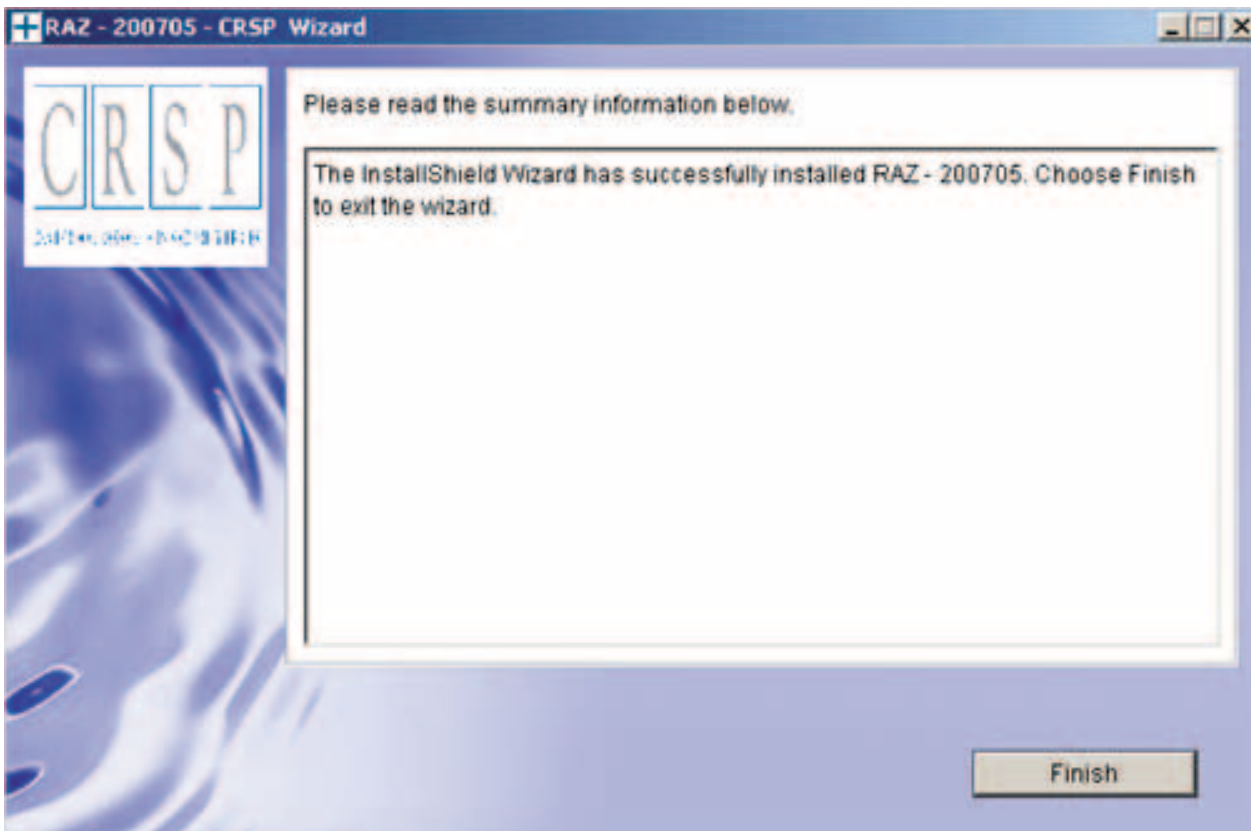 RAZ - 200705 - CRSP Wizard
CRSP
Please read the summary information below.
The InstallShield Wizard has successfully installed RAZ - 200705. Choose Finish
to exit the wizard.
Finish